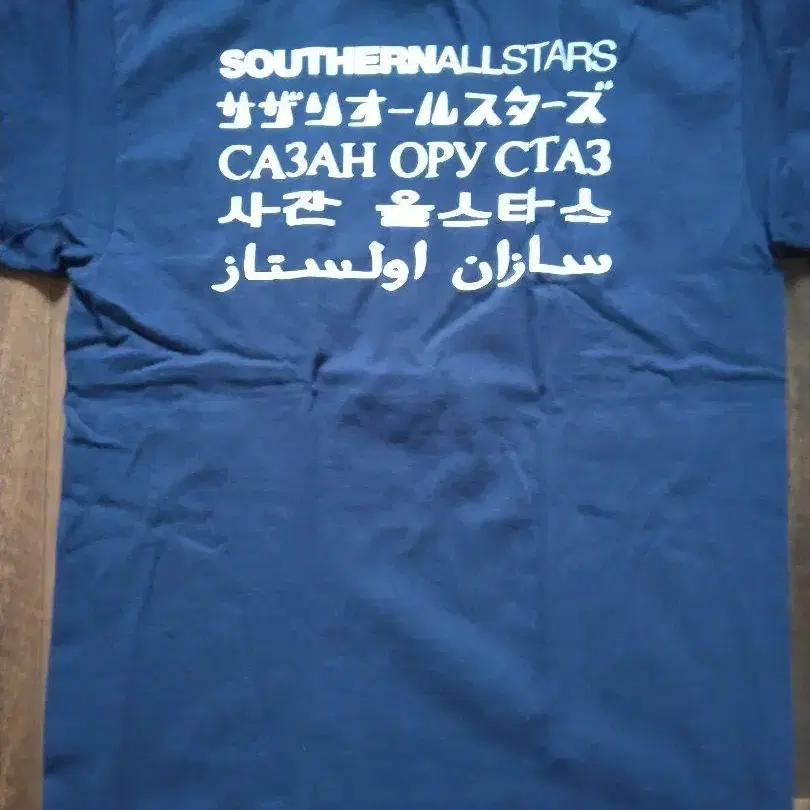 SOUTHERNALLSTARS
サザンオールスターズ
САЗАН ОРУ СТАЗ
사잔 올스타스
سازان اولستاز